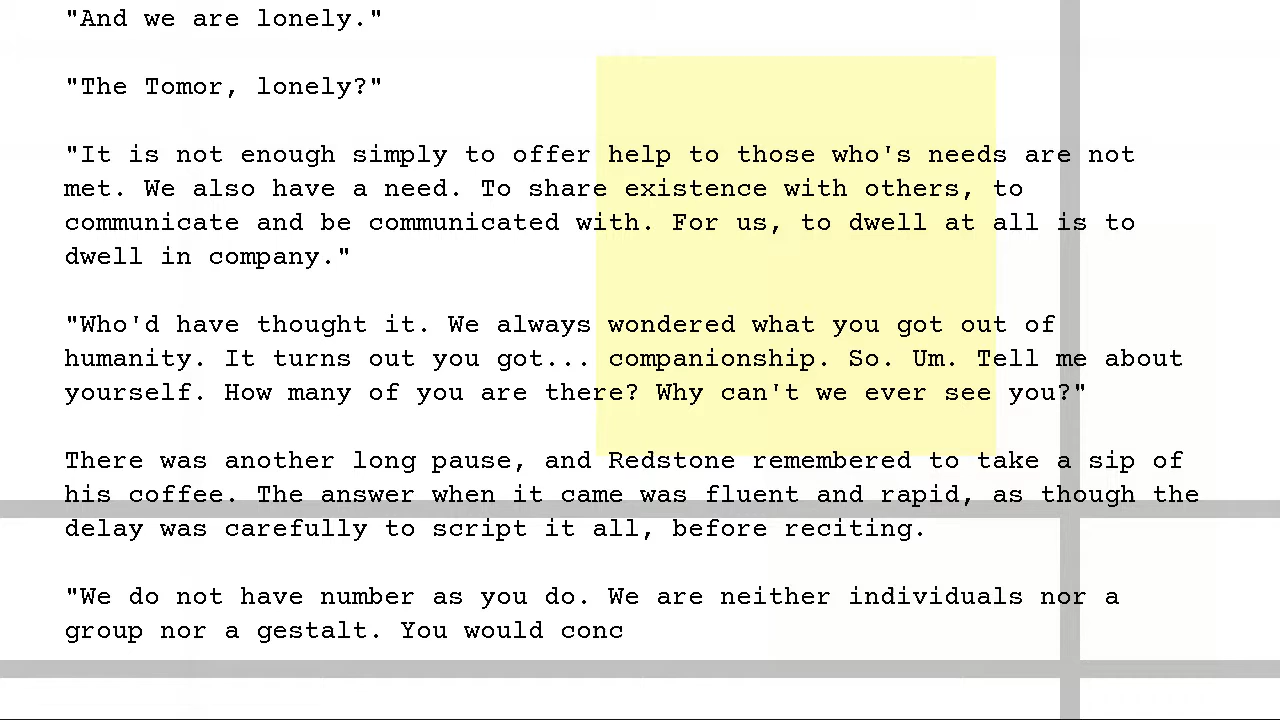 "And we are lonely."
"The Tomor, lonely?"
"It is not enough simply to offer help to those who's needs are not
met. We also have a need. To share existence with others, to
communicate and be communicated with. For us, to dwell at all is to
dwell in company."
"Who'd have thought it. We always wondered what you got out of
humanity. It turns out you got... companionship. So. Um. Tell me about
yourself. How many of you are there? Why can't we ever see you?"
There was another long pause, and Redstone remembered to take a sip of
his coffee. The answer when it came was fluent and rapid, as though the
delay was carefully to script it all, before reciting.
"We do not have number as you do. We are neither individuals nor a
group nor a gestalt. You would conc